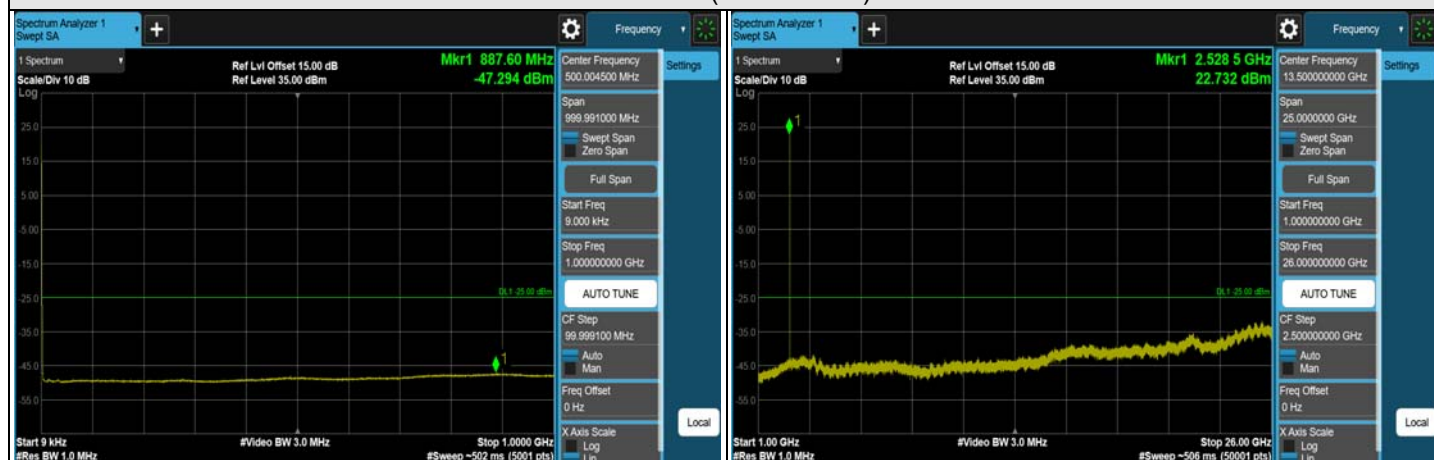 Spectrum Analyzer 1
Swept SA
+
Frequency
1 Spectrum
Scale/Div 10 dB
Ref Lvl Offset 15.00 dB
Ref Level 35.00 dBm
Mkr1 887.60 MHz
-47.294 dBm
Log
25.0
15.0
5.00
-5.00
-15.0
-25.0
-35.0
-45.0
-55.0
1
DL1 -25.00 dBm
Start 9 kHz
#Res BW 1.0 MHz
#Video BW 3.0 MHz
Stop 1.0000 GHz
#Sweep ~502 ms (5001 pts)
Center Frequency
500.004500 MHz
Settings
Span
999.991000 MHz
Swept Span
Zero Span
Full Span
Start Freq
9.000 kHz
Stop Freq
1.000000000 GHz
AUTO TUNE
CF Step
99.999100 MHz
Auto
Man
Freq Offset
0 Hz
X Axis Scale
Log
Lin
Local
Spectrum Analyzer 1
Swept SA
+
Frequency
1 Spectrum
Scale/Div 10 dB
Ref Lvl Offset 15.00 dB
Ref Level 35.00 dBm
Mkr1 2.528 5 GHz
22.732 dBm
Log
25.0
15.0
5.00
-5.00
-15.0
-25.0
-35.0
-45.0
-55.0
1
DL1 -25.00 dBm
Start 1.00 GHz
#Res BW 1.0 MHz
#Video BW 3.0 MHz
Stop 26.00 GHz
#Sweep ~506 ms (50001 pts)
Center Frequency
13.500000000 GHz
Settings
Span
25.0000000 GHz
Swept Span
Zero Span
Full Span
Start Freq
1.000000000 GHz
Stop Freq
26.000000000 GHz
AUTO TUNE
CF Step
2.500000000 GHz
Auto
Man
Freq Offset
0 Hz
X Axis Scale
Log
Lin
Local